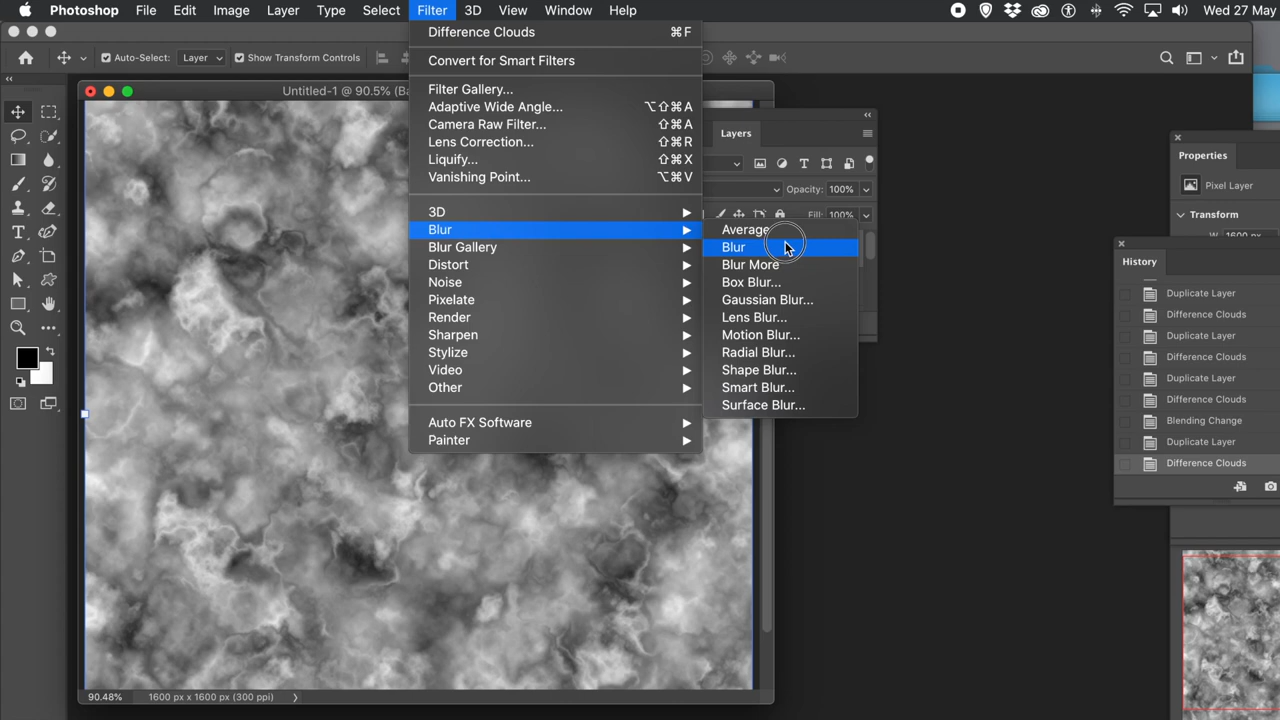 Photoshop File Edit Image Layer Type Select Filter 3D View Window Help Wed 27 May
Auto-Select: Layer Show Transform Controls
Untitled-1 @ 90.5% (Ba
Difference Clouds ⌘F
Convert for Smart Filters
Filter Gallery...
Adaptive Wide Angle... ⌥⇧⌘A
Camera Raw Filter... ⇧⌘A
Lens Correction... ⇧⌘R
Liquify... ⇧⌘X
Vanishing Point... ⌥⌘V
3D
Blur
Blur Gallery
Distort
Noise
Pixelate
Render
Sharpen
Stylize
Video
Other
Auto FX Software
Painter
Average
Blur
Blur More
Box Blur...
Gaussian Blur...
Lens Blur...
Motion Blur...
Radial Blur...
Shape Blur...
Smart Blur...
Surface Blur...
Layers
Opacity: 100%
Fill: 100%
Properties
Pixel Layer
Transform
W 1600 px
History
Duplicate Layer
Difference Clouds
Duplicate Layer
Difference Clouds
Duplicate Layer
Difference Clouds
Blending Change
Duplicate Layer
Difference Clouds
90.48% 1600 px x 1600 px (300 ppi)